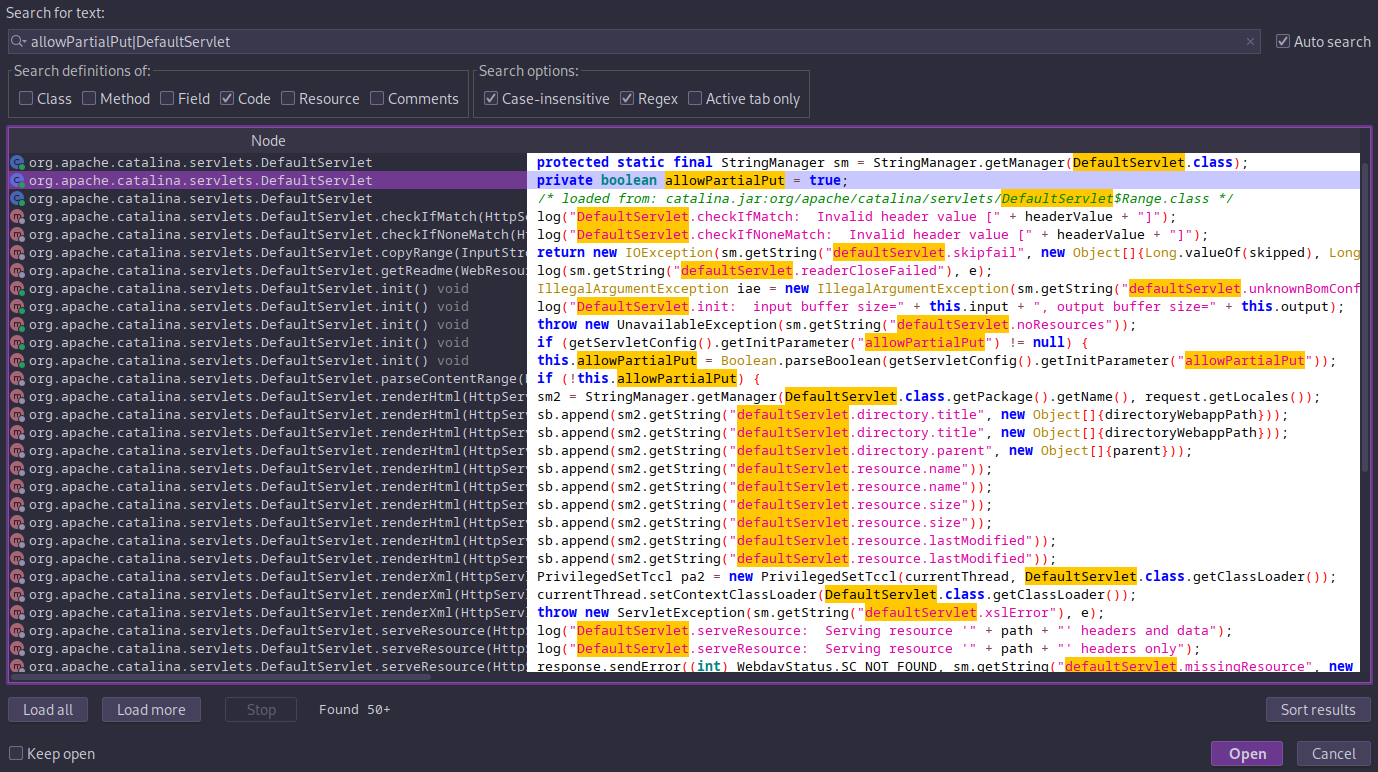 Search for text:
allowPartialPut|DefaultServlet
Auto search
Search definitions of:
Search options:
Class Method Field Code Resource Comments Case-insensitive Regex Active tab only
Node
org.apache.catalina.servlets.DefaultServlet protected static final StringManager sm = StringManager.getManager(DefaultServlet.class);
org.apache.catalina.servlets.DefaultServlet private boolean allowPartialPut = true;
org.apache.catalina.servlets.DefaultServlet /* loaded from: catalina.jar:org/apache/catalina/servlets/DefaultServlet$Range.class */
org.apache.catalina.servlets.DefaultServlet.checkIfMatch(HttpSe log("DefaultServlet.checkIfMatch:  Invalid header value [" + headerValue + "]");
org.apache.catalina.servlets.DefaultServlet.checkIfNoneMatch(Ht log("DefaultServlet.checkIfNoneMatch:  Invalid header value [" + headerValue + "]");
org.apache.catalina.servlets.DefaultServlet.copyRange(InputStre return new IOException(sm.getString("defaultServlet.skipfail", new Object[]{Long.valueOf(skipped), Long
org.apache.catalina.servlets.DefaultServlet.getReadme(WebResour log(sm.getString("defaultServlet.readerCloseFailed"), e);
org.apache.catalina.servlets.DefaultServlet.init() void IllegalArgumentException iae = new IllegalArgumentException(sm.getString("defaultServlet.unknownBomConf
org.apache.catalina.servlets.DefaultServlet.init() void log("DefaultServlet.init:  input buffer size=" + this.input + ", output buffer size=" + this.output);
org.apache.catalina.servlets.DefaultServlet.init() void throw new UnavailableException(sm.getString("defaultServlet.noResources"));
org.apache.catalina.servlets.DefaultServlet.init() void if (getServletConfig().getInitParameter("allowPartialPut") != null) {
org.apache.catalina.servlets.DefaultServlet.init() void this.allowPartialPut = Boolean.parseBoolean(getServletConfig().getInitParameter("allowPartialPut"));
org.apache.catalina.servlets.DefaultServlet.parseContentRange( if (!this.allowPartialPut) {
org.apache.catalina.servlets.DefaultServlet.renderHtml(HttpServ sm2 = StringManager.getManager(DefaultServlet.class.getPackage().getName(), request.getLocales());
org.apache.catalina.servlets.DefaultServlet.renderHtml(HttpServ sb.append(sm2.getString("defaultServlet.directory.title", new Object[]{directoryWebappPath}));
org.apache.catalina.servlets.DefaultServlet.renderHtml(HttpServ sb.append(sm2.getString("defaultServlet.directory.title", new Object[]{directoryWebappPath}));
org.apache.catalina.servlets.DefaultServlet.renderHtml(HttpServ sb.append(sm2.getString("defaultServlet.directory.parent", new Object[]{parent}));
org.apache.catalina.servlets.DefaultServlet.renderHtml(HttpServ sb.append(sm2.getString("defaultServlet.resource.name"));
org.apache.catalina.servlets.DefaultServlet.renderHtml(HttpServ sb.append(sm2.getString("defaultServlet.resource.name"));
org.apache.catalina.servlets.DefaultServlet.renderHtml(HttpServ sb.append(sm2.getString("defaultServlet.resource.size"));
org.apache.catalina.servlets.DefaultServlet.renderHtml(HttpServ sb.append(sm2.getString("defaultServlet.resource.size"));
org.apache.catalina.servlets.DefaultServlet.renderHtml(HttpServ sb.append(sm2.getString("defaultServlet.resource.lastModified"));
org.apache.catalina.servlets.DefaultServlet.renderHtml(HttpServ sb.append(sm2.getString("defaultServlet.resource.lastModified"));
org.apache.catalina.servlets.DefaultServlet.renderXml(HttpServl PrivilegedSetTccl pa2 = new PrivilegedSetTccl(currentThread, DefaultServlet.class.getClassLoader());
org.apache.catalina.servlets.DefaultServlet.renderXml(HttpServl currentThread.setContextClassLoader(DefaultServlet.class.getClassLoader());
org.apache.catalina.servlets.DefaultServlet.renderXml(HttpServl throw new ServletException(sm.getString("defaultServlet.xslError"), e);
org.apache.catalina.servlets.DefaultServlet.serveResource(HttpS log("DefaultServlet.serveResource:  Serving resource '" + path + "' headers and data");
org.apache.catalina.servlets.DefaultServlet.serveResource(HttpS log("DefaultServlet.serveResource:  Serving resource '" + path + "' headers only");
org.apache.catalina.servlets.DefaultServlet.serveResource(HttpS response.sendError((int) WebdavStatus.SC_NOT_FOUND, sm.getString("defaultServlet.missingResource", new
Load all Load more Stop Found 50+ Sort results
Keep open Open Cancel